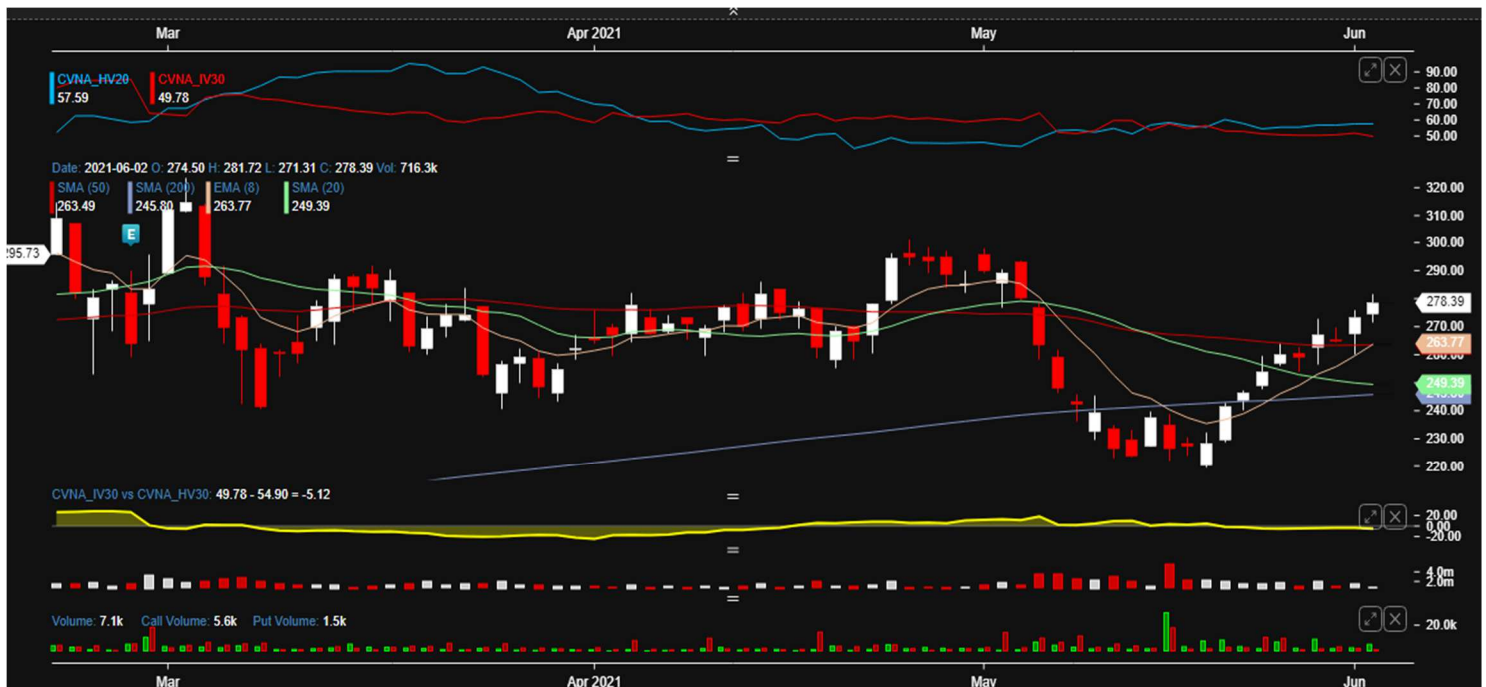 Mar Apr 2021 May Jun
CVNA_HV20 CVNA_IV30
57.59 49.78
90.00
80.00
70.00
60.00
50.00
Date: 2021-06-02 O: 274.50 H: 281.72 L: 271.31 C: 278.39 Vol: 716.3k
SMA (50) SMA (200) EMA (8) SMA (20)
263.49 245.80 263.77 249.39
E
295.73
320.00
310.00
300.00
290.00
278.39
270.00
263.77
260.00
249.39
245.80
240.00
230.00
220.00
CVNA_IV30 vs CVNA_HV30: 49.78 - 54.90 = -5.12
20.00
0.00
-20.00
4.0m
2.0m
Volume: 7.1k Call Volume: 5.6k Put Volume: 1.5k
20.0k
Mar Apr 2021 May Jun